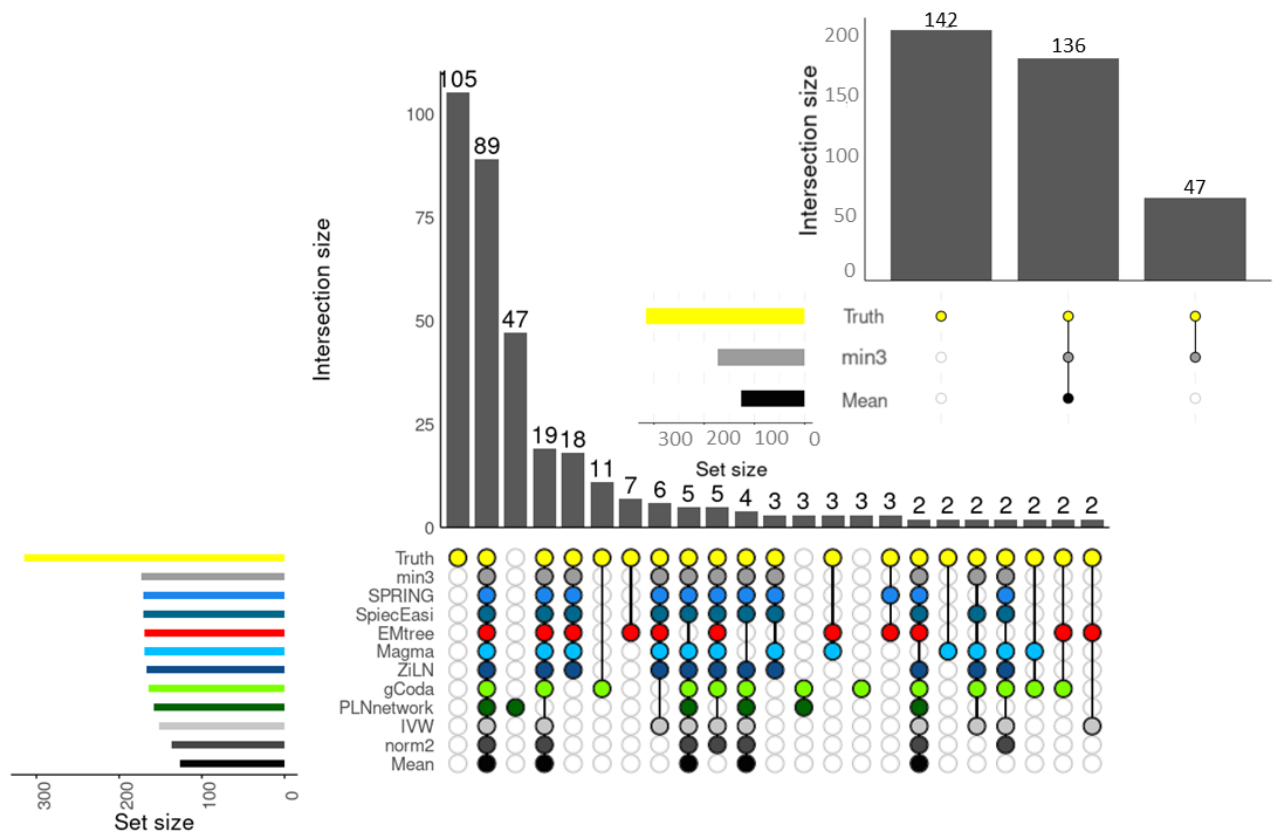 142
200
136
150
100
47
50
0
Intersection size
Truth
min3
Mean
300 200 100 0
Set size
105
89
47
19 18
11
7 6 5 5 4 3 3 3 3 3 2 2 2 2 2 2 2
100
75
50
25
0
Intersection size
Truth
min3
SPRING
SpiecEasi
EMtree
Magma
ZiLN
gCoda
PLNnetwork
IVW
norm2
Mean
300 200 100 0
Set size